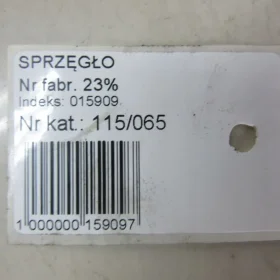 SPRZĘGŁO
Nr fabr. 23%
Indeks: 015909
Nr kat.: 115/065
1 000000 159097